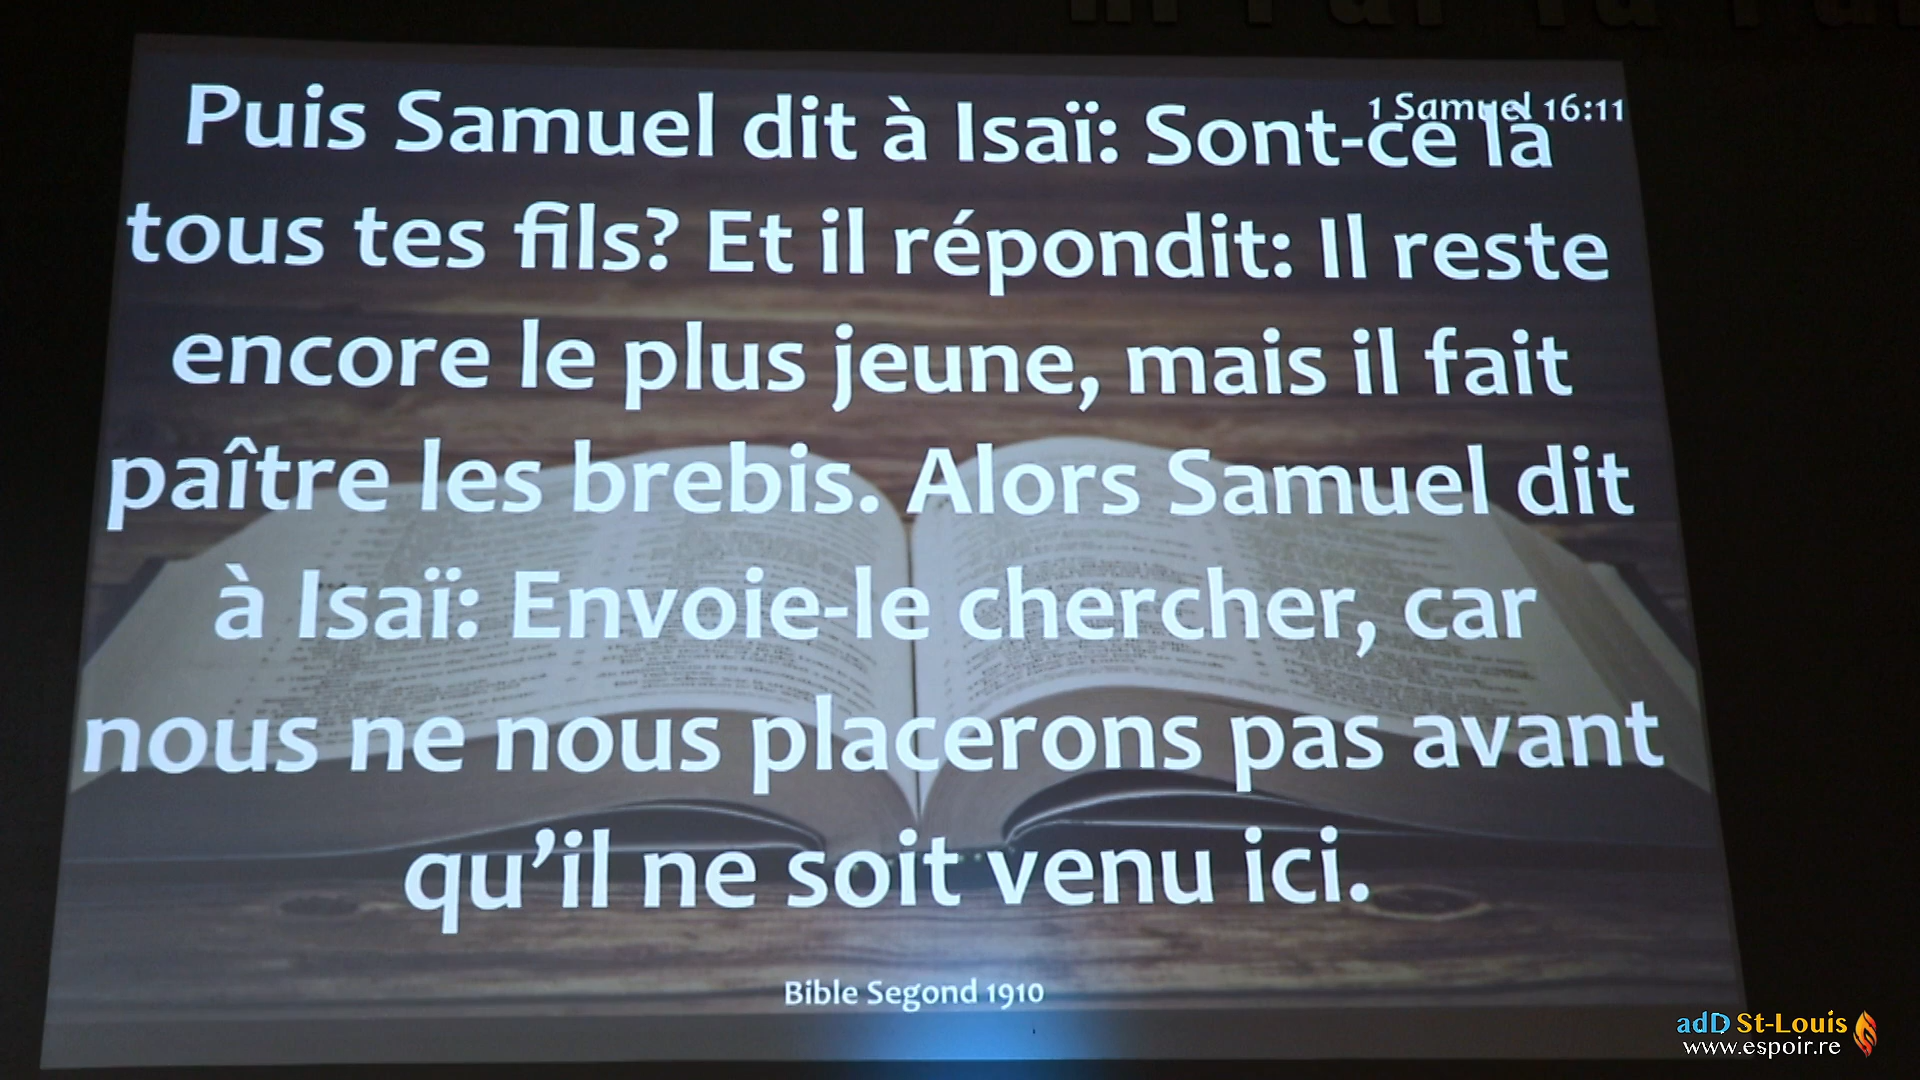 1 Samuel 16:11
Puis Samuel dit à Isaï: Sont-ce là
tous tes fils? Et il répondit: Il reste
encore le plus jeune, mais il fait
paître les brebis. Alors Samuel dit
à Isaï: Envoie-le chercher, car
nous ne nous placerons pas avant
qu’il ne soit venu ici.
Bible Segond 1910
adD St-Louis
www.espoir.re